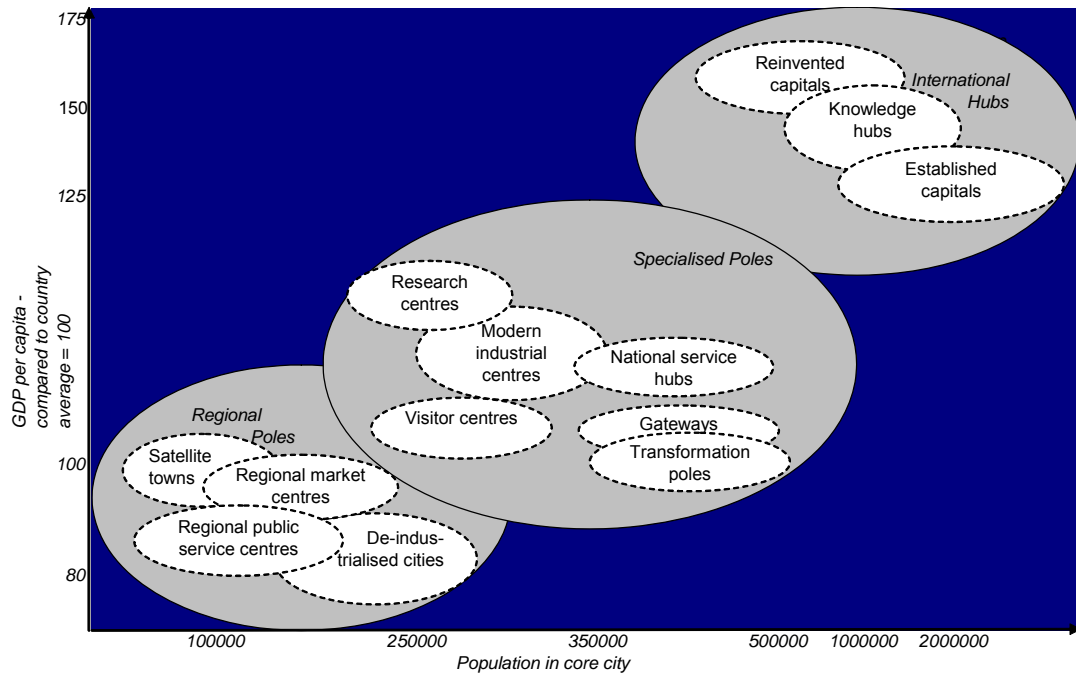 175
150
125
100
80
GDP per capita -
compared to country
average = 100
Reinvented
capitals
International
Hubs
Knowledge
hubs
Established
capitals
Specialised Poles
Research
centres
Modern
industrial
centres
National service
hubs
Visitor centres
Gateways
Transformation
poles
Regional
Poles
Satellite
towns
Regional market
centres
Regional public
service centres
De-indus-
trialised cities
100000
250000
350000
500000
1000000
2000000
Population in core city